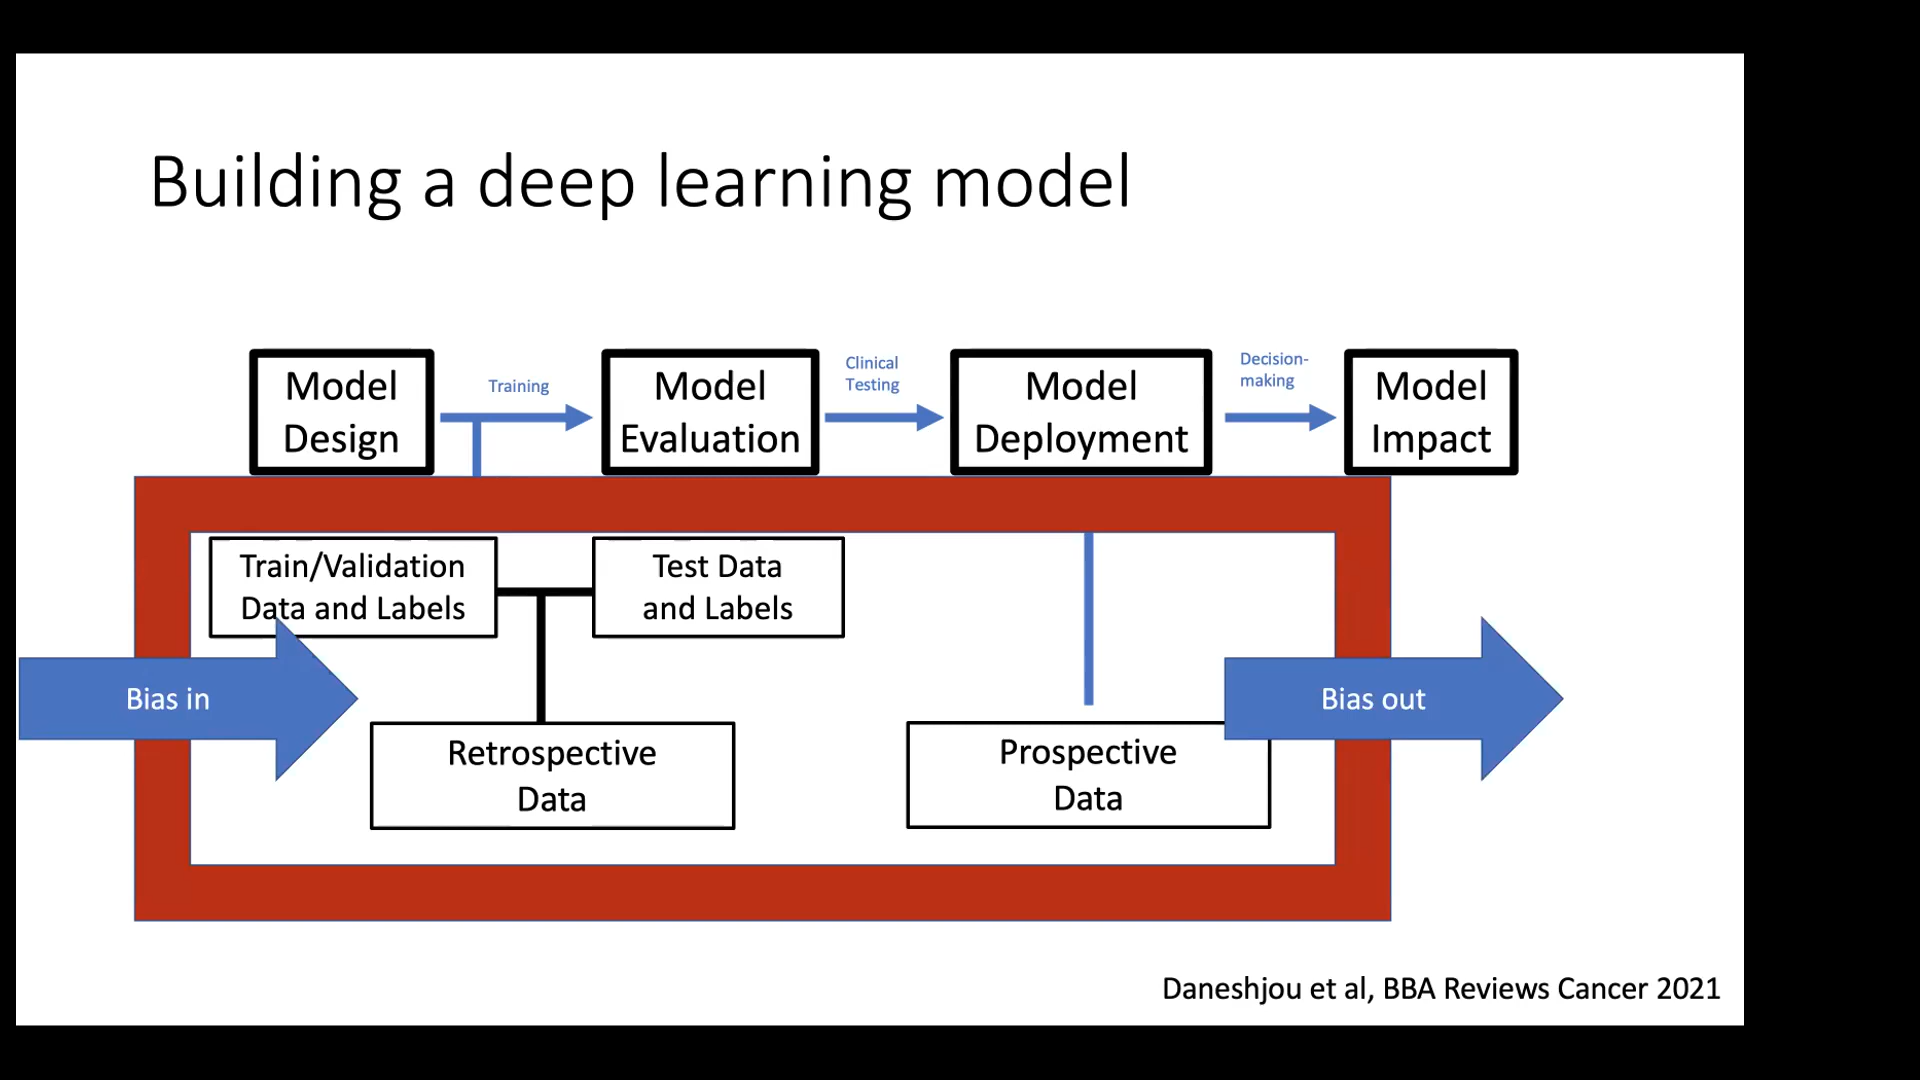 Building a deep learning model
Model
Design
Training
Model
Evaluation
Clinical
Testing
Model
Deployment
Decision-
making
Model
Impact
Train/Validation
Data and Labels
Test Data
and Labels
Bias in
Bias out
Retrospective
Data
Prospective
Data
Daneshjou et al, BBA Reviews Cancer 2021